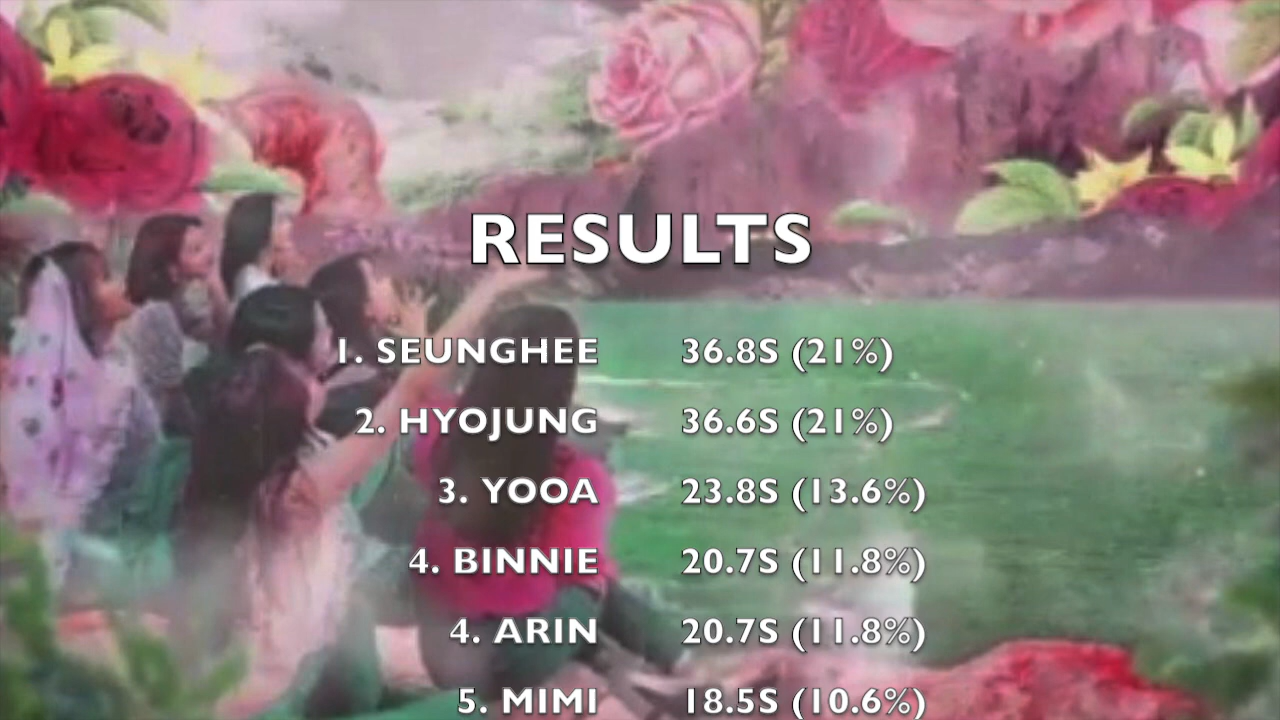 RESULTS
1. SEUNGHEE 36.8S (21%)
2. HYOJUNG 36.6S (21%)
3. YOOA 23.8S (13.6%)
4. BINNIE 20.7S (11.8%)
4. ARIN 20.7S (11.8%)
5. MIMI 18.5S (10.6%)